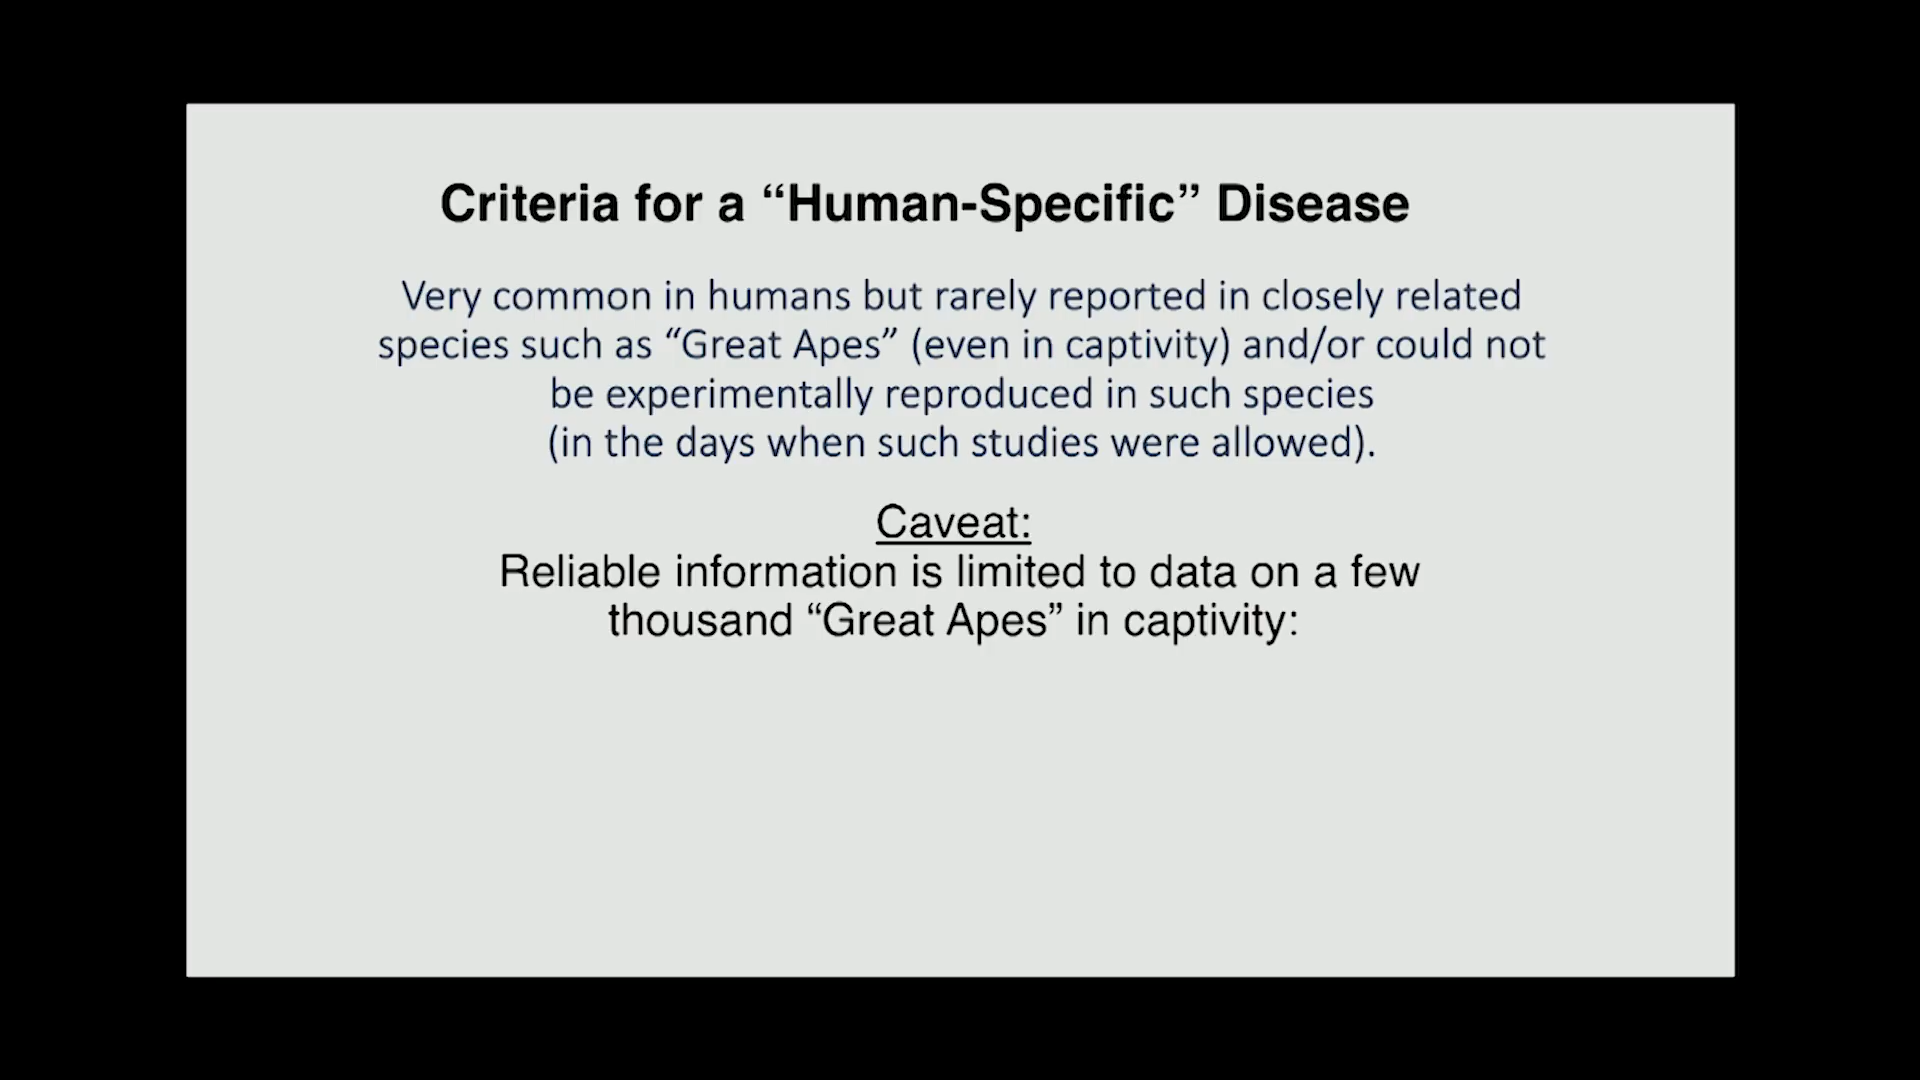 Criteria for a “Human-Specific” Disease
Very common in humans but rarely reported in closely related
species such as “Great Apes” (even in captivity) and/or could not
be experimentally reproduced in such species
(in the days when such studies were allowed).
Caveat:
Reliable information is limited to data on a few
thousand “Great Apes” in captivity: